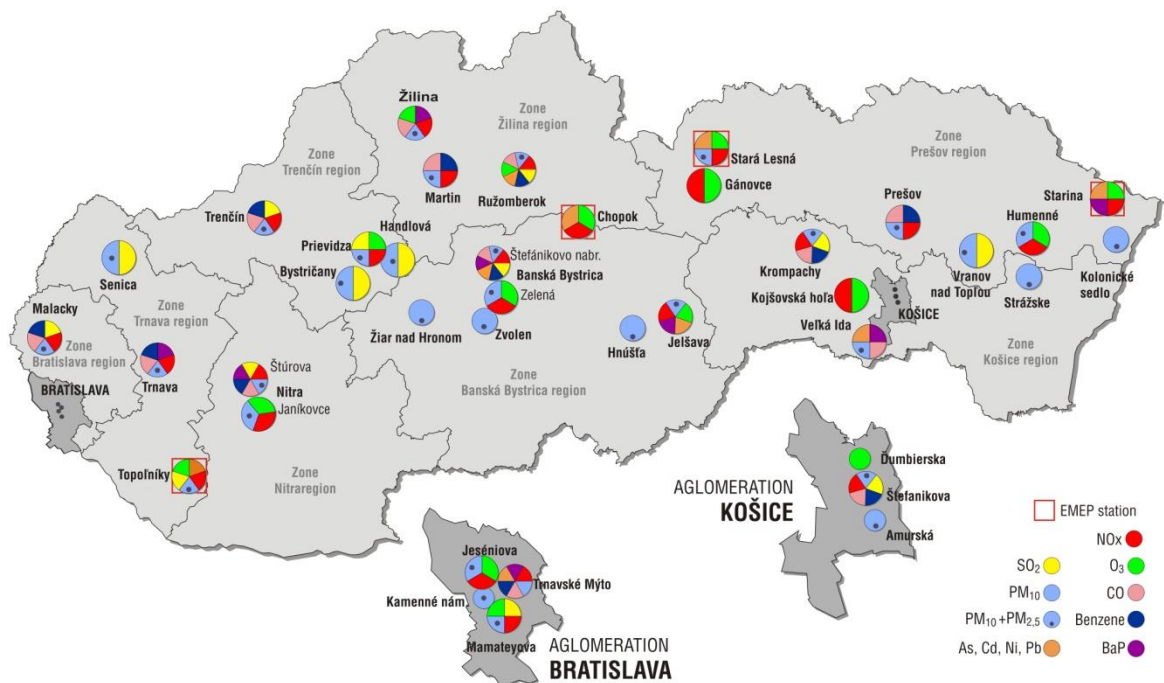 Žilina
Zone
Žilina region
Zone
Trenčín region
Martin
Ružomberok
Stará Lesná
Gánovce
Zone
Prešov region
Trenčín
Handlová
Prievidza
Bystričany
Chopok
Prešov
Starina
Humenné
Senica
Štefánikovo nabr.
Banská Bystrica
Zelená
Krompachy
Vranov
nad Topľou
Kolonické
sedlo
Strážske
Malacky
Zone
Trnava region
Zone
Bratislava region
Žiar nad Hronom
Zvolen
Hnúšťa
Jelšava
Kojšovská hoľa
KOŠICE
Veľká Ida
Zone
Košice region
BRATISLAVA
Trnava
Štúrova
Nitra
Janíkovce
Zone
Banská Bystrica region
Topoľníky
Zone
Nitraregion
AGLOMERATION
KOŠICE
Ďumbierska
Štefanikova
Amurská
Jeséniova
Trnavské Mýto
Kamenné nám.
Mamateyova
AGLOMERATION
BRATISLAVA
EMEP station
NOx
SO2 O3
PM10 CO
PM10+PM2,5 Benzene
As, Cd, Ni, Pb BaP